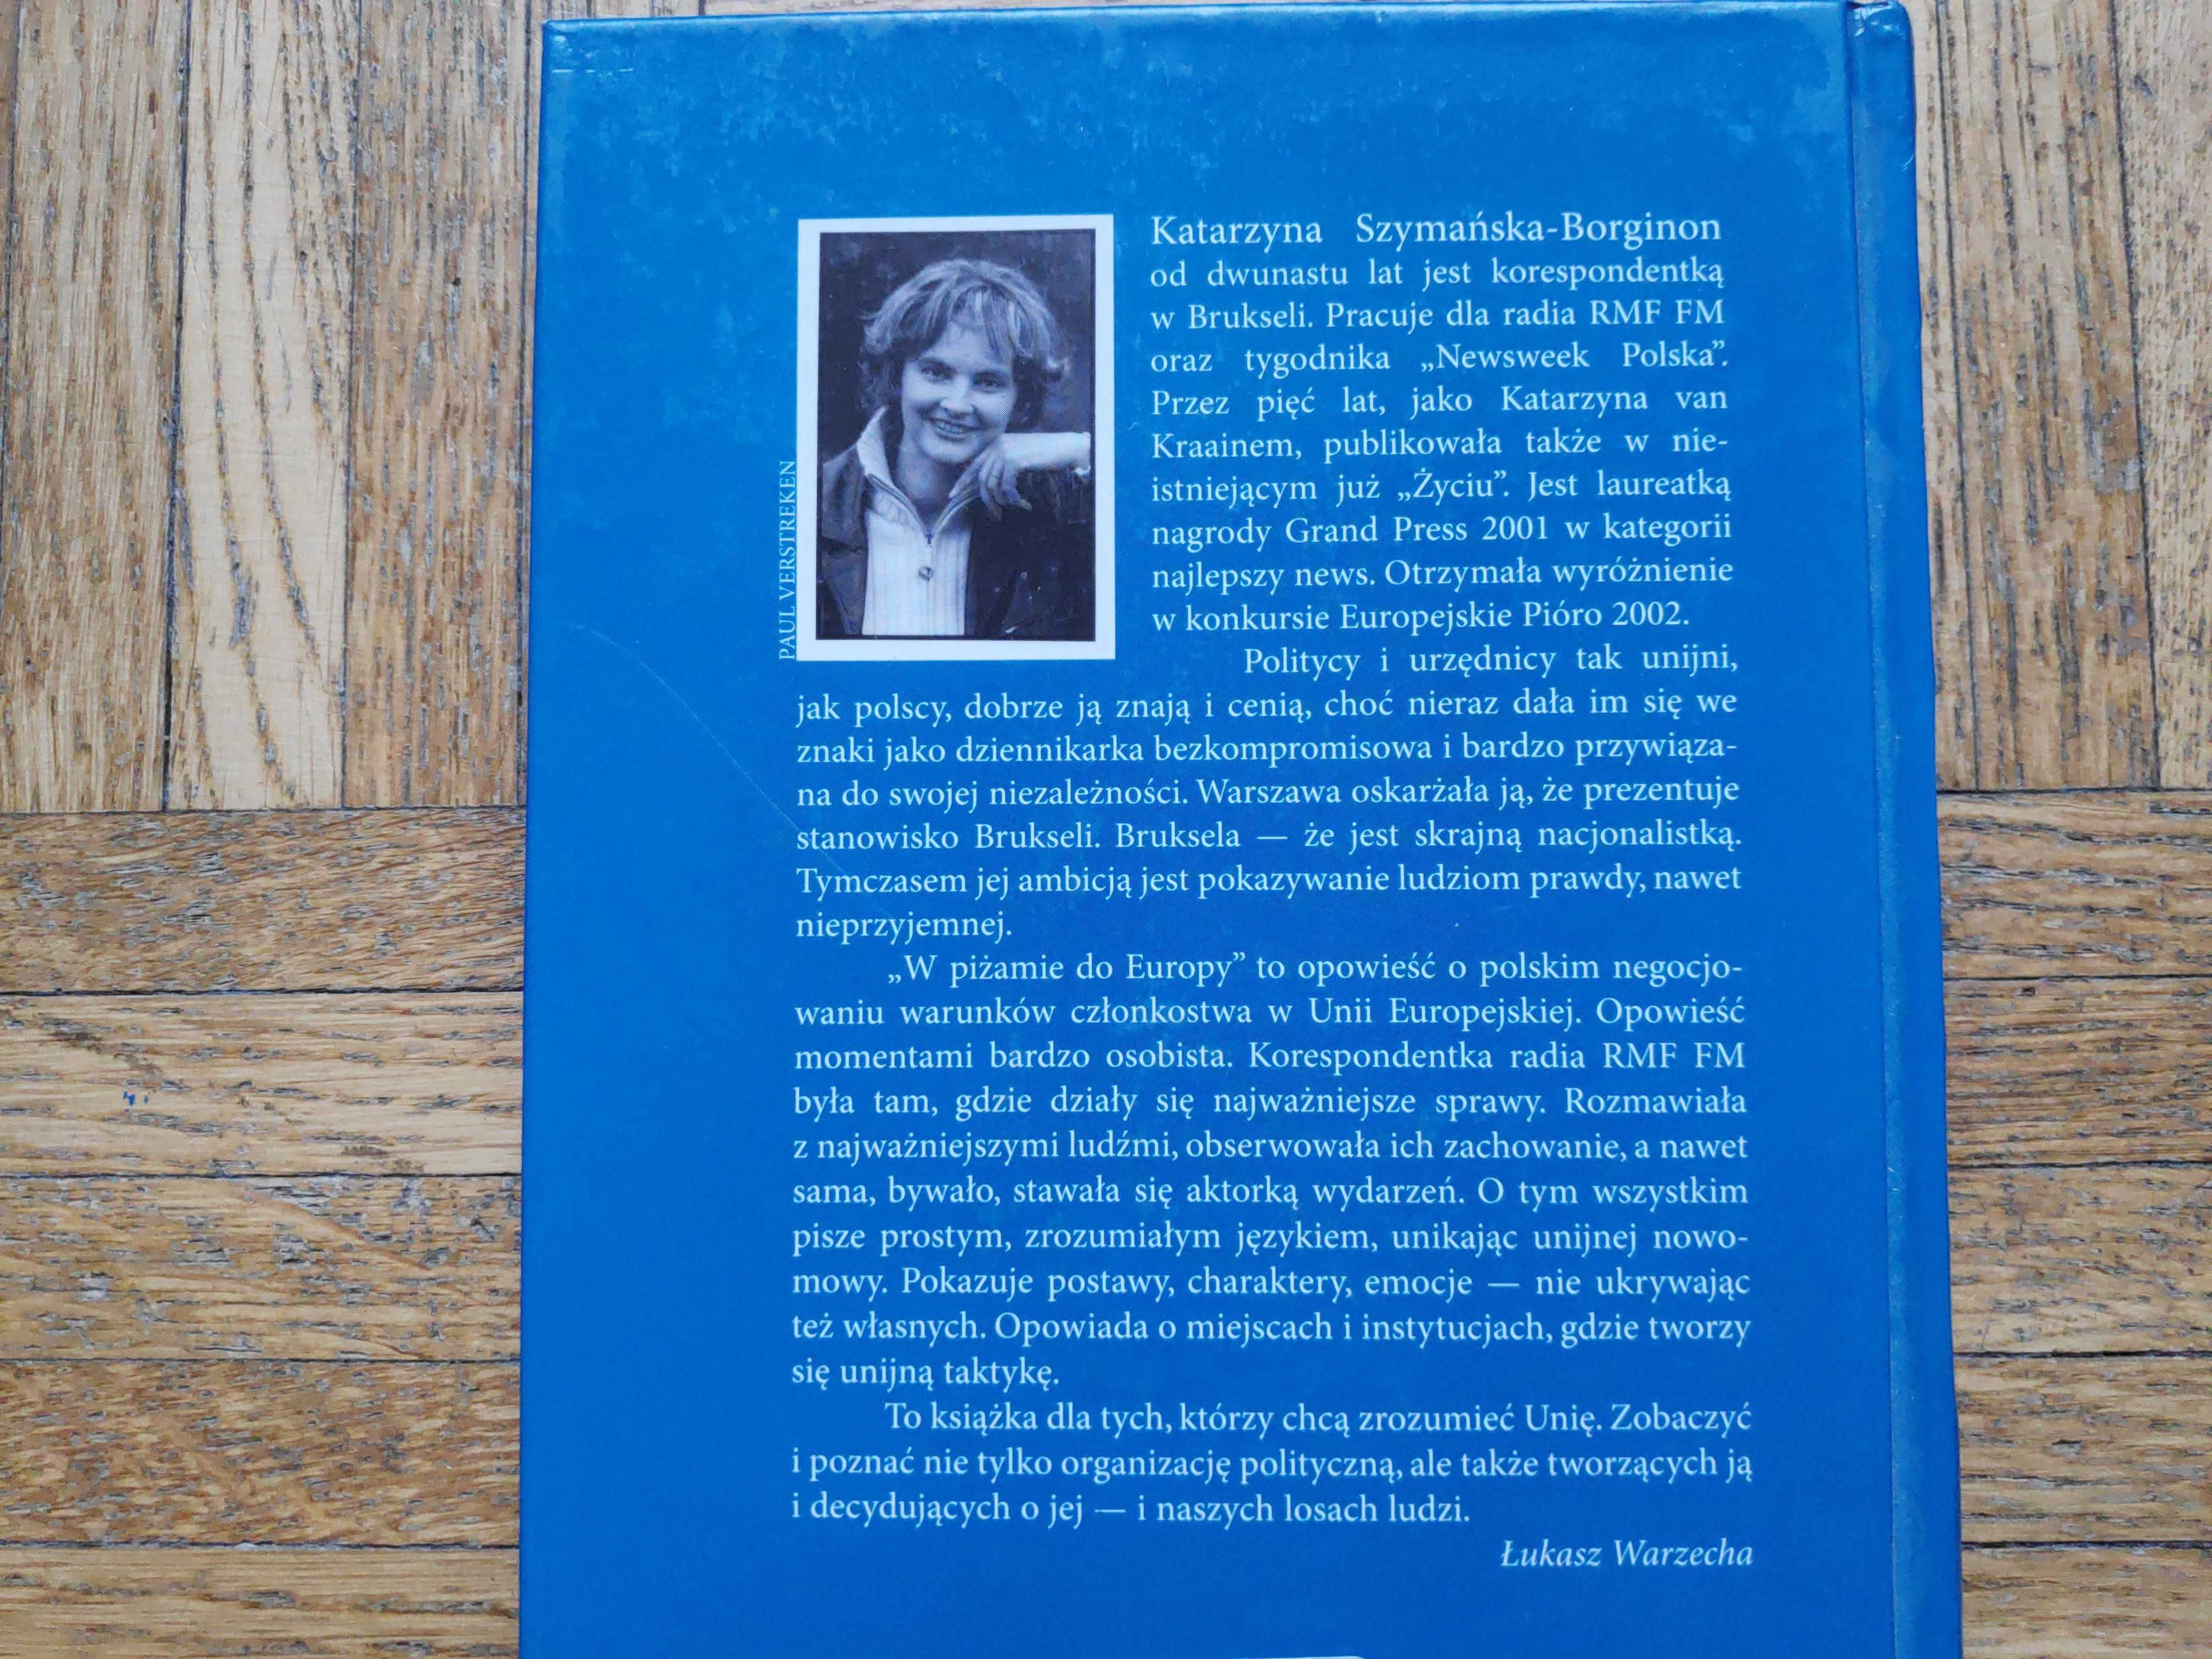 Katarzyna Szymańska-Borginon
od dwunastu lat jest korespondentką
w Brukseli. Pracuje dla radia RMF FM
oraz tygodnika „Newsweek Polska”.
Przez pięć lat, jako Katarzyna van
Kraainem, publikowała także w nie-
istniejącym już „Życiu”. Jest laureatką
nagrody Grand Press 2001 w kategorii
najlepszy news. Otrzymała wyróżnienie
w konkursie Europejskie Pióro 2002.
PAUL VERSTREKEN
Politycy i urzędnicy tak unijni,
jak polscy, dobrze ją znają i cenią, choć nieraz dała im się we
znaki jako dziennikarka bezkompromisowa i bardzo przywiąza-
na do swojej niezależności. Warszawa oskarżała ją, że prezentuje
stanowisko Brukseli. Bruksela — że jest skrajną nacjonalistką.
Tymczasem jej ambicją jest pokazywanie ludziom prawdy, nawet
nieprzyjemnej.
„W piżamie do Europy” to opowieść o polskim negocjo-
waniu warunków członkostwa w Unii Europejskiej. Opowieść
momentami bardzo osobista. Korespondentka radia RMF FM
była tam, gdzie działy się najważniejsze sprawy. Rozmawiała
z najważniejszymi ludźmi, obserwowała ich zachowanie, a nawet
sama, bywało, stawała się aktorką wydarzeń. O tym wszystkim
pisze prostym, zrozumiałym językiem, unikając unijnej nowo-
mowy. Pokazuje postawy, charaktery, emocje — nie ukrywając
też własnych. Opowiada o miejscach i instytucjach, gdzie tworzy
się unijną taktykę.
To książka dla tych, którzy chcą zrozumieć Unię. Zobaczyć
i poznać nie tylko organizację polityczną, ale także tworzących ją
i decydujących o jej — i naszych losach ludzi.
Łukasz Warzecha